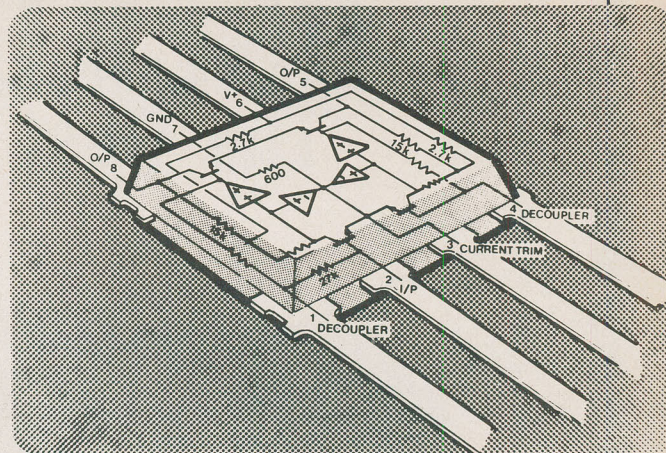 O/P 5
V+ 6
GND 7
O/P 8
2.7k
600
15k
2.7k
27k
4 DECOUPLER
3 CURRENT TRIM
2 I/P
1 DECOUPLER